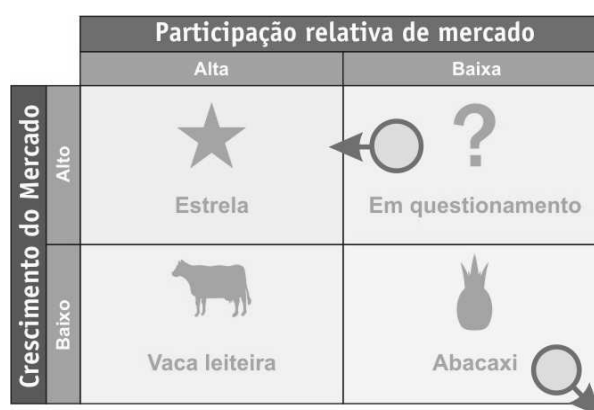 Participação relativa de mercado
Alta
Baixa
Crescimento do Mercado
Alto
Estrela
?
Em questionamento
Baixo
Vaca leiteira
Abacaxi